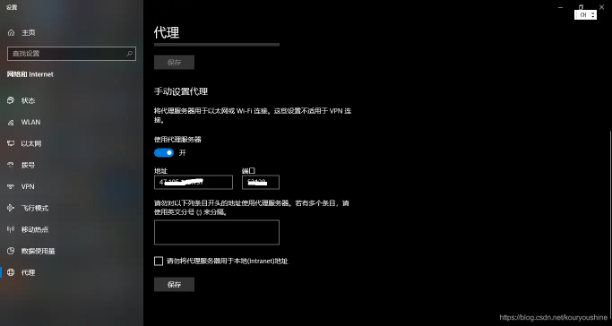 设置
CH
主页
代理
查找设置
保存
网络和 Internet
手动设置代理
状态
将代理服务器用于以太网或 Wi-Fi 连接。这些设置不适用于 VPN 连
接。
WLAN
使用代理服务器
以太网
开
拨号
地址
端口
VPN
飞行模式
请勿对以下列条目开头的地址使用代理服务器。若有多个条目，请
使用英文分号 (;) 来分隔。
移动热点
数据使用量
请勿将代理服务器用于本地(Intranet)地址
代理
保存
https://blog.csdn.net/kouryoushine